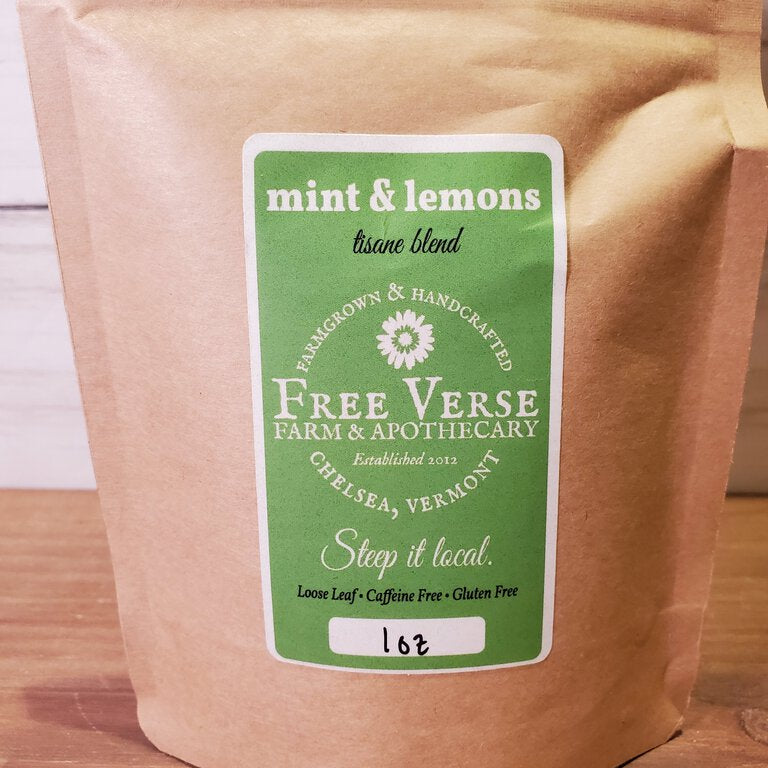 mint & lemons
tisane blend
FARMGROWN & HANDCRAFTED
FREE VERSE
FARM & APOTHECARY
Established 2012
CHELSEA, VERMONT
Steep it local.
Loose Leaf • Caffeine Free • Gluten Free
1oz